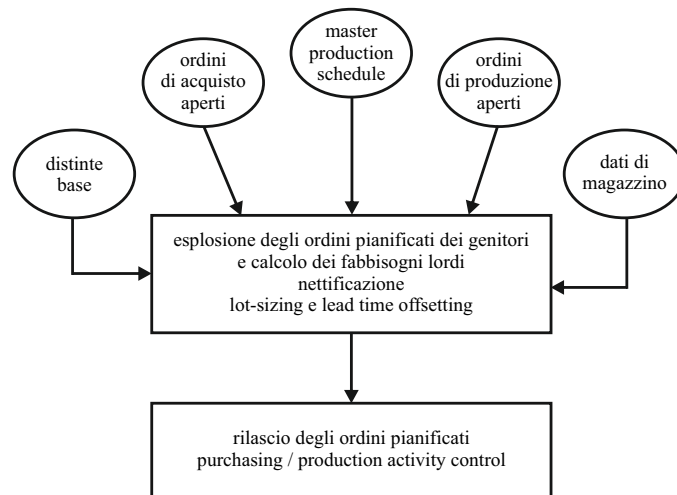 master
production
schedule
ordini
di acquisto
aperti
ordini
di produzione
aperti
distinte
base
dati di
magazzino
esplosione degli ordini pianificati dei genitori
e calcolo dei fabbisogni lordi
nettificazione
lot-sizing e lead time offsetting
rilascio degli ordini pianificati
purchasing / production activity control